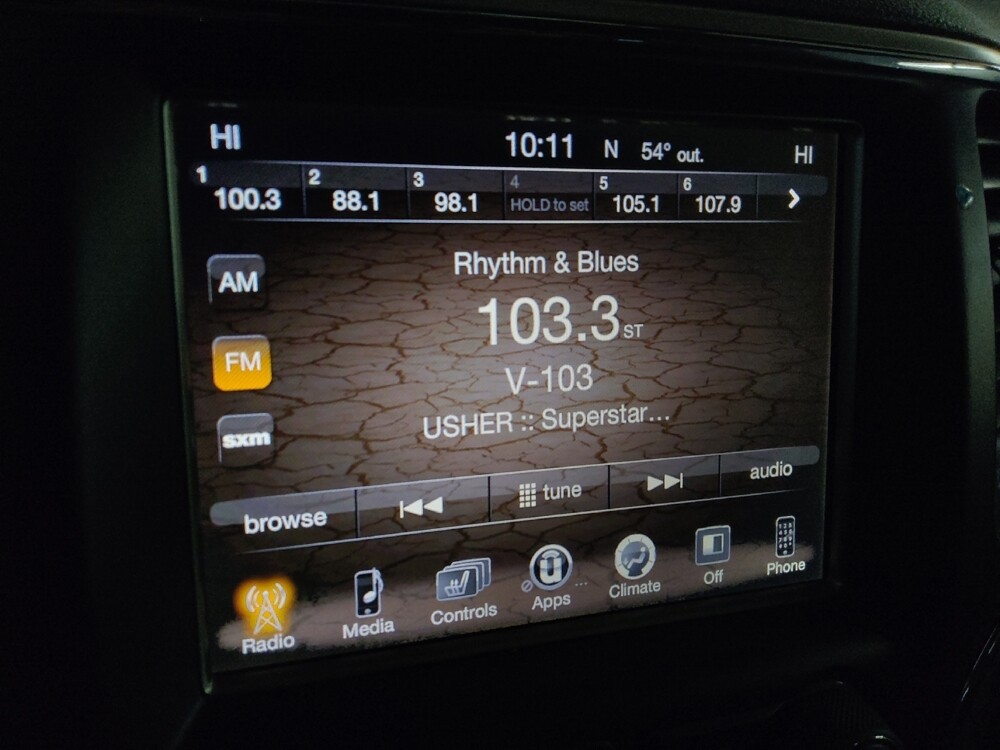 HI 10:11 N 54° out. HI
1 2 3 4 5 6
100.3 88.1 98.1 HOLD to set 105.1 107.9
Rhythm & Blues
AM
103.3 ST
FM
V-103
USHER :: Superstar...
sxm
browse tune audio
Radio Media Controls Apps ... Climate Off Phone